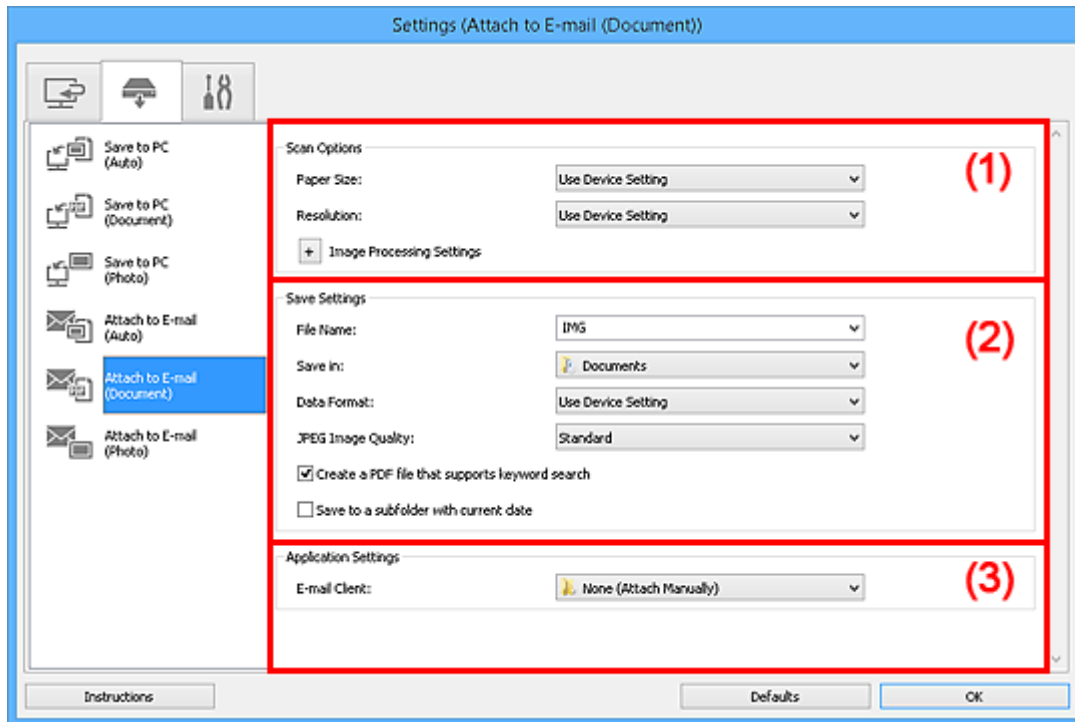 Settings (Attach to E-mail (Document))
Save to PC
(Auto)
Save to PC
(Document)
Save to PC
(Photo)
Attach to E-mail
(Auto)
Attach to E-mail
(Document)
Attach to E-mail
(Photo)
Scan Options
(1)
Paper Size: Use Device Setting
Resolution: Use Device Setting
+ Image Processing Settings
Save Settings
(2)
File Name: IMG
Save in: Documents
Data Format: Use Device Setting
JPEG Image Quality: Standard
Create a PDF file that supports keyword search
Save to a subfolder with current date
Application Settings
(3)
E-mail Client: None (Attach Manually)
Instructions
Defaults
OK